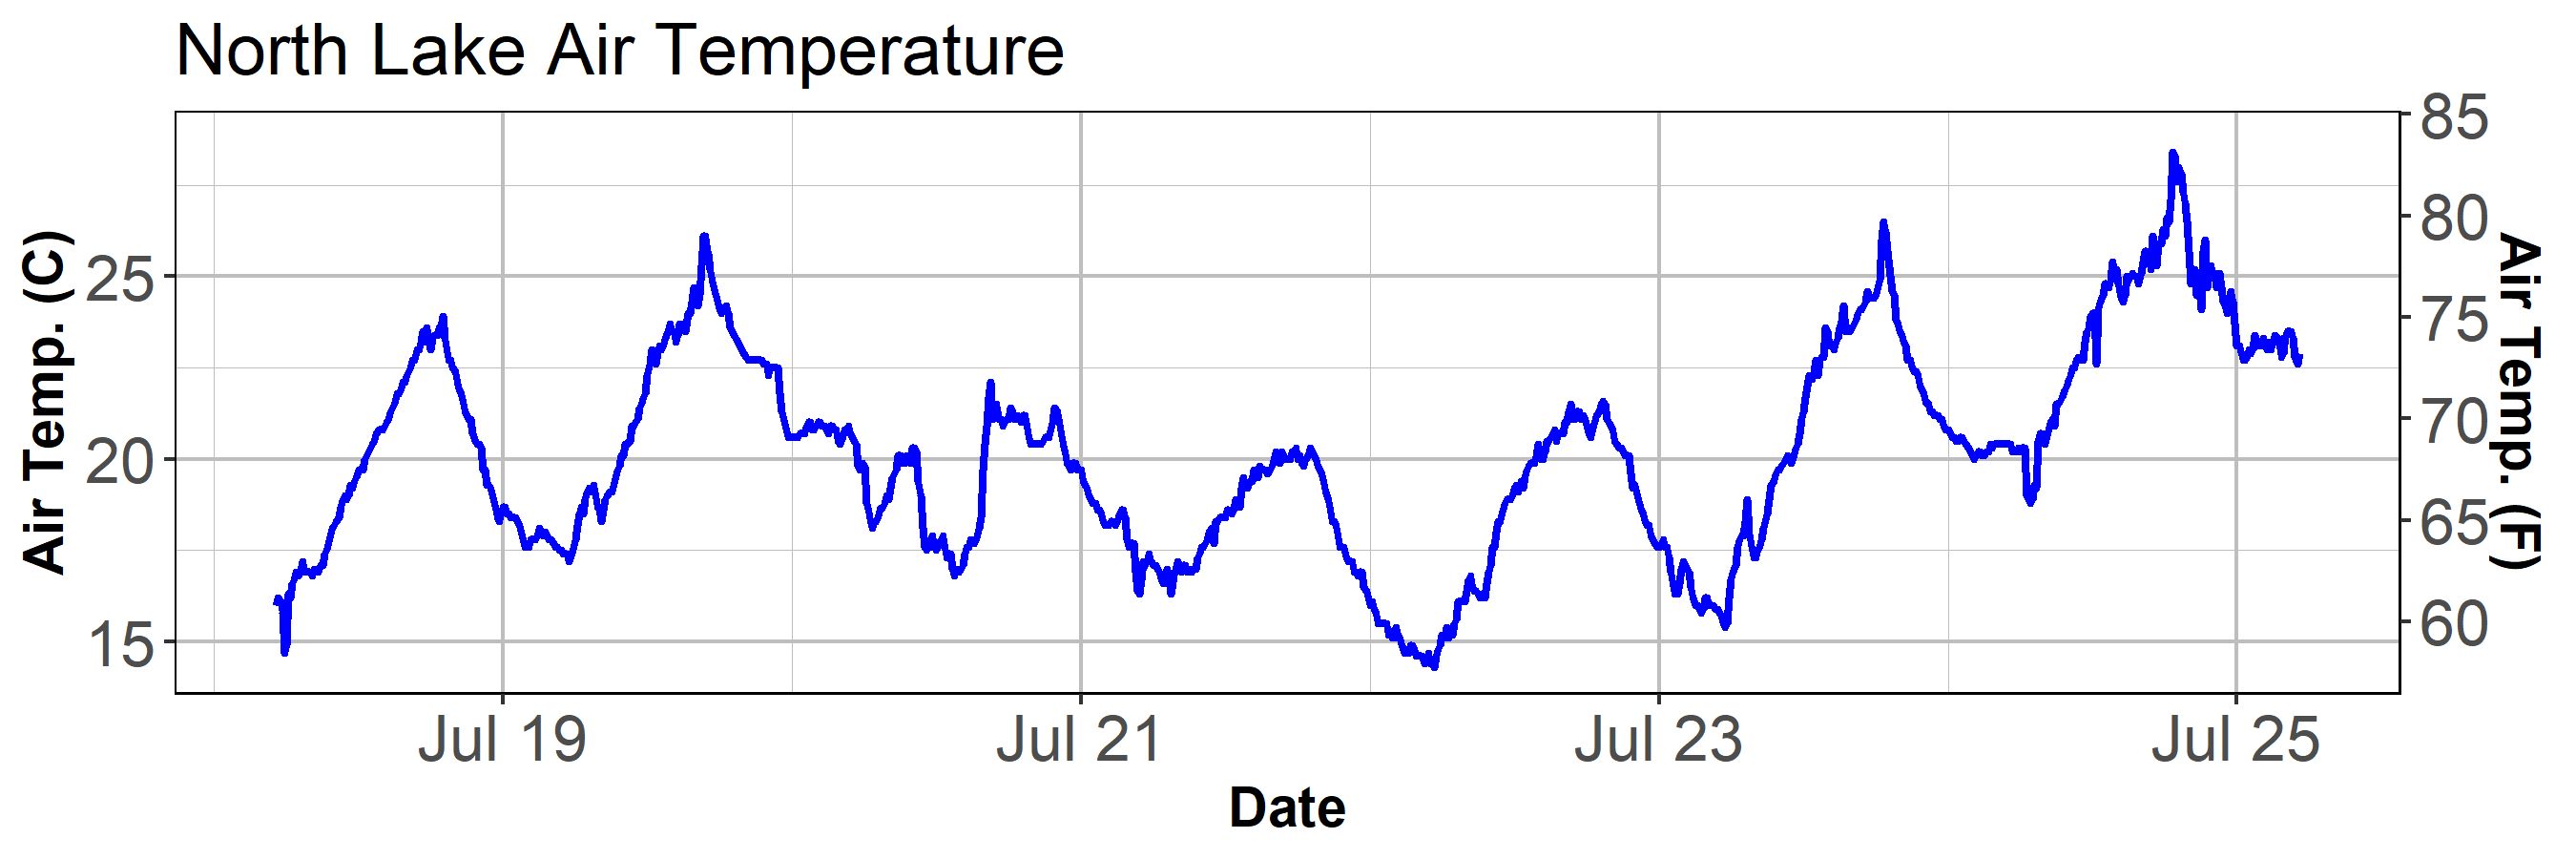 North Lake Air Temperature
Air Temp. (C)
25
20
15
85
80
75
70
65
60
Air Temp. (F)
Jul 19
Jul 21
Jul 23
Jul 25
Date